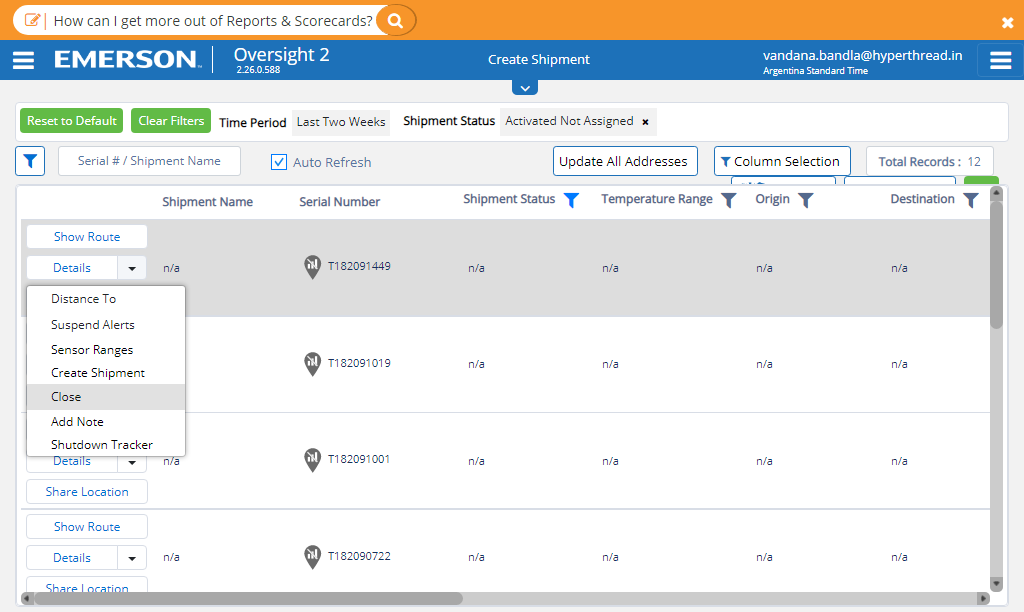 How can I get more out of Reports & Scorecards?
EMERSON
Oversight 2
2.26.0.588
Create Shipment
vandana.bandla@hyperthread.in
Argentina Standard Time
Reset to Default
Clear Filters
Time Period
Last Two Weeks
Shipment Status
Activated Not Assigned ×
Serial # / Shipment Name
Auto Refresh
Update All Addresses
Column Selection
Total Records : 12
Shipment Name
Serial Number
Shipment Status
Temperature Range
Origin
Destination
Show Route
Details
n/a
T182091449
n/a
n/a
n/a
n/a
Distance To
Suspend Alerts
Sensor Ranges
Create Shipment
Close
Add Note
Shutdown Tracker
T182091019
n/a
n/a
n/a
n/a
Details
n/a
T182091001
n/a
n/a
n/a
n/a
Share Location
Show Route
Details
n/a
T182090722
n/a
n/a
n/a
n/a
Share Location